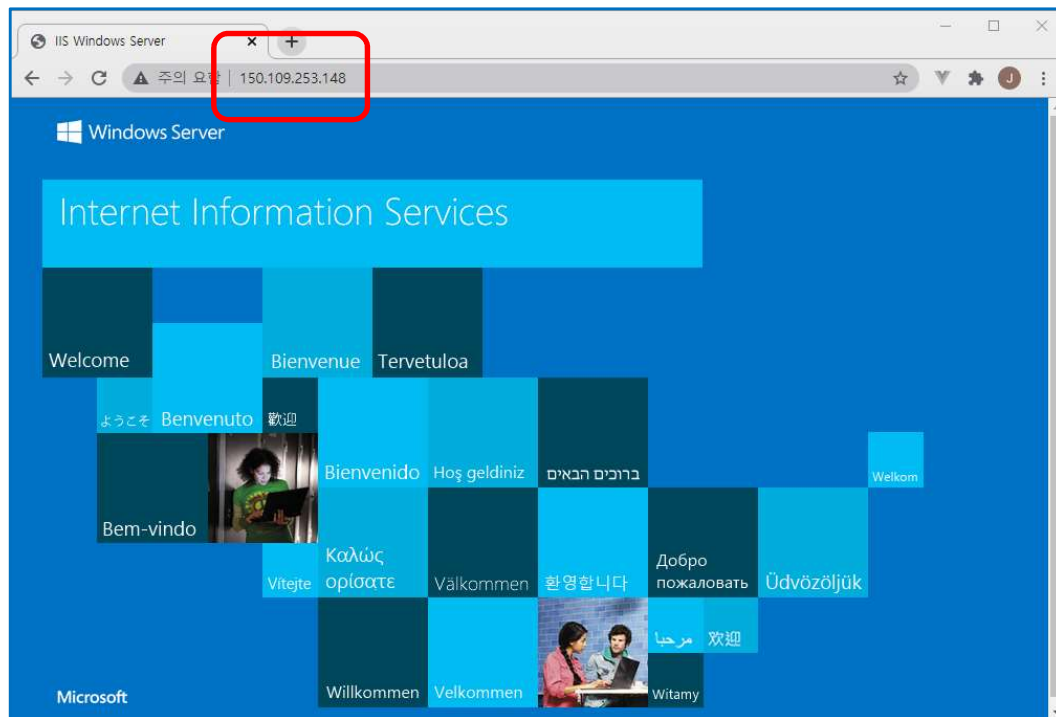 IIS Windows Server
주의 요함 | 150.109.253.148
J
Windows Server
Internet Information Services
Welcome
Bienvenue
Tervetuloa
ようこそ
Benvenuto
歡迎
Bienvenido
Hoş geldiniz
ברוכים הבאים
Welkom
Bem-vindo
Vítejte
Καλώς
ορίσατε
Välkommen
환영합니다
Добро
пожаловать
Üdvözöljük
مرحبا
欢迎
Willkommen
Velkommen
Witamy
Microsoft